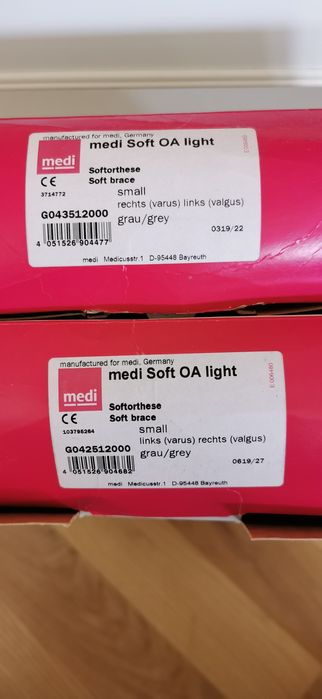 manufactured for medi, Germany
medi
medi Soft OA light
Softorthese
Soft brace
CE
3714772
small
rechts (varus) links (valgus)
G043512000
grau/grey
4 051526 904477
0319/22
medi Medicusstr.1 D-95448 Bayreuth
manufactured for medi, Germany
medi
medi Soft OA light
E 006480
Softorthese
Soft brace
CE
103796264
small
links (varus) rechts (valgus)
G042512000
grau/grey
4 051526 904682
0619/27
medi Medicusstr.1 D-95448 Bayreuth